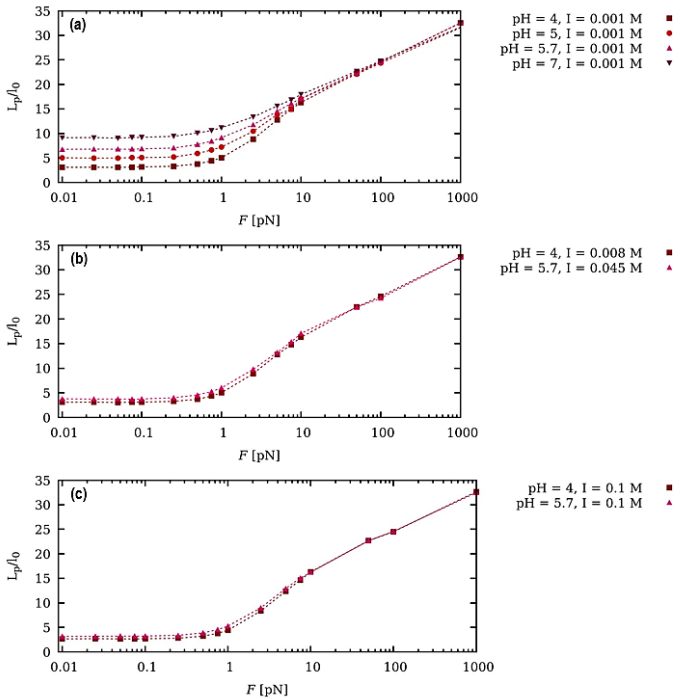 (a)
pH = 4, I = 0.001 M
pH = 5, I = 0.001 M
pH = 5.7, I = 0.001 M
pH = 7, I = 0.001 M
35
30
25
20
15
10
5
0
Lp/l0
0.01 0.1 1 10 100 1000
F [pN]
(b)
pH = 4, I = 0.008 M
pH = 5.7, I = 0.045 M
35
30
25
20
15
10
5
0
Lp/l0
0.01 0.1 1 10 100 1000
F [pN]
(c)
pH = 4, I = 0.1 M
pH = 5.7, I = 0.1 M
35
30
25
20
15
10
5
0
Lp/l0
0.01 0.1 1 10 100 1000
F [pN]